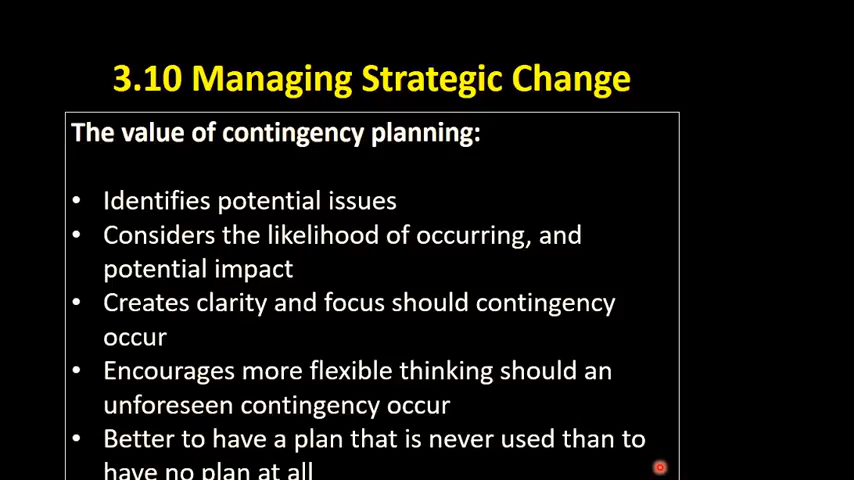 3.10 Managing Strategic Change
The value of contingency planning:
• Identifies potential issues
• Considers the likelihood of occurring, and
potential impact
• Creates clarity and focus should contingency
occur
• Encourages more flexible thinking should an
unforeseen contingency occur
• Better to have a plan that is never used than to
have no plan at all